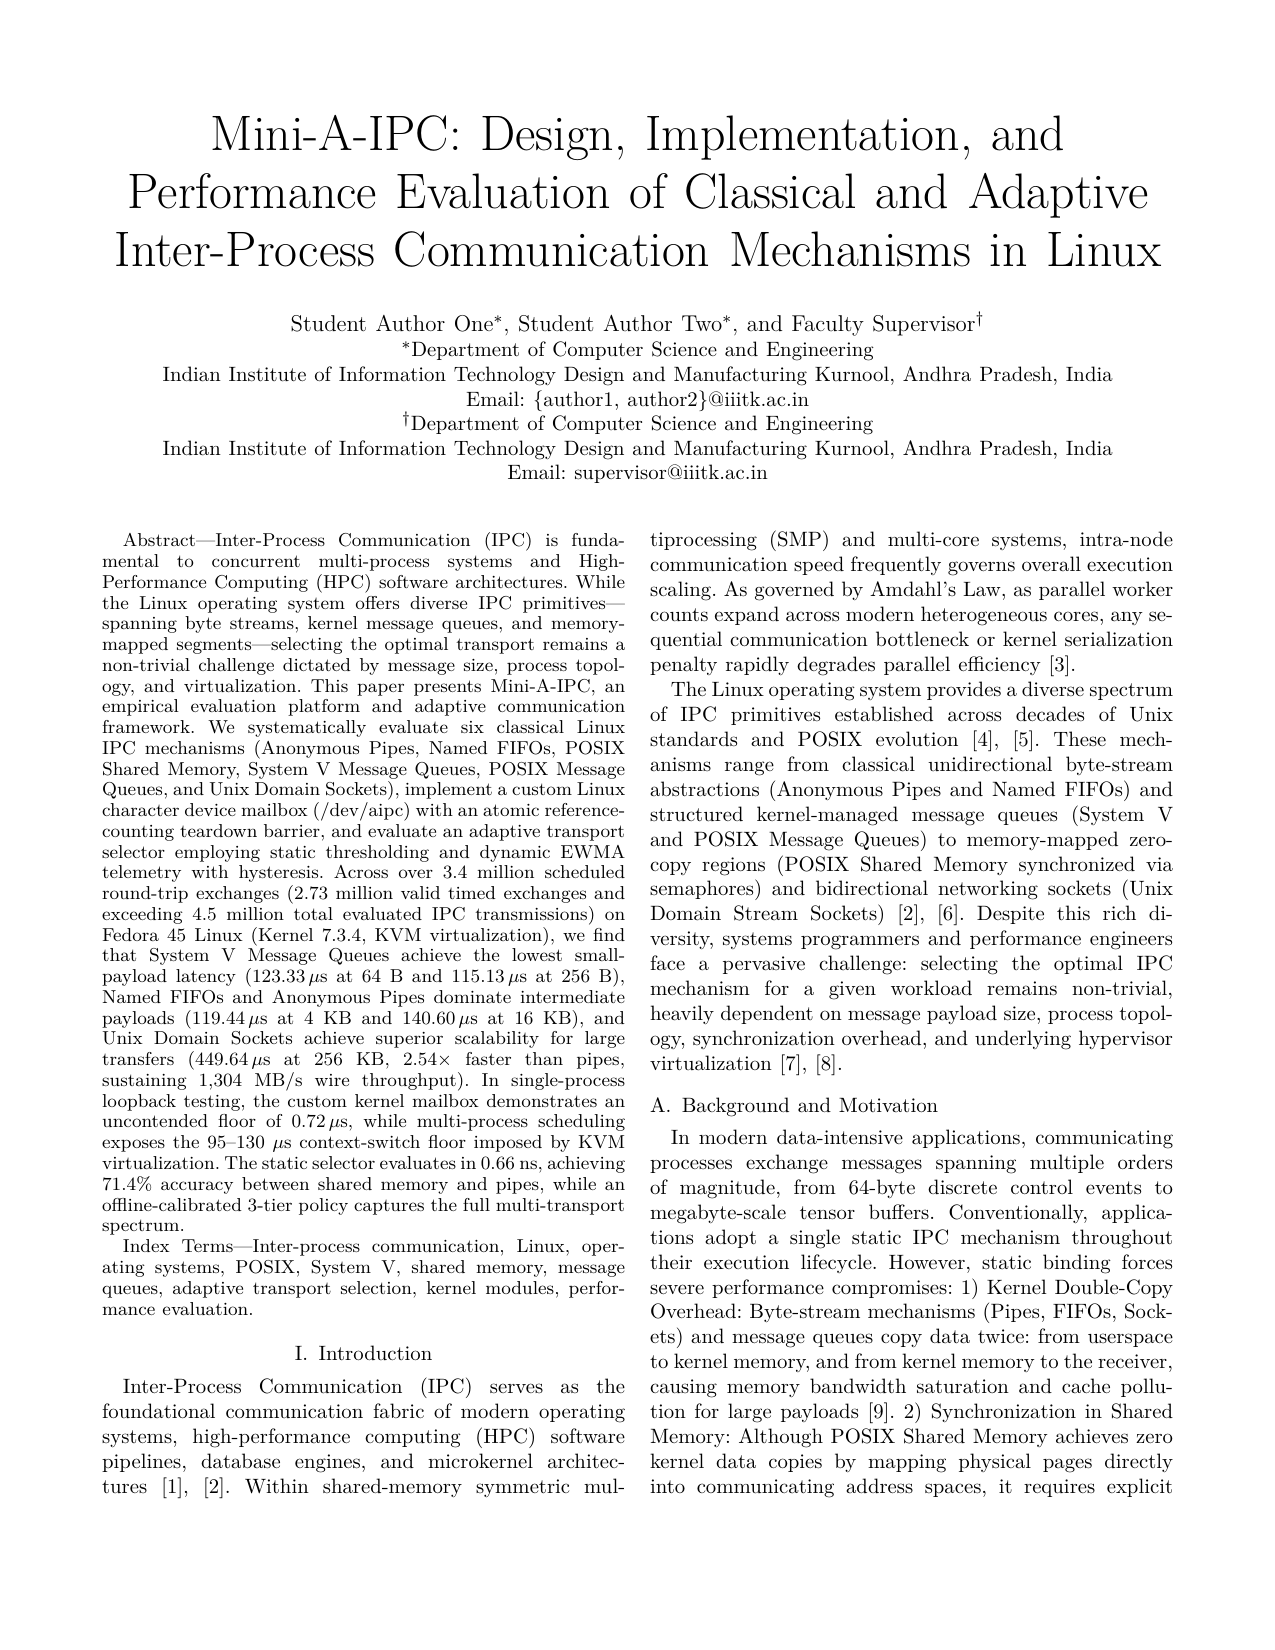 Mini-A-IPC: Design, Implementation, and
Performance Evaluation of Classical and Adaptive
Inter-Process Communication Mechanisms in Linux
Student Author One*, Student Author Two*, and Faculty Supervisor†
*Department of Computer Science and Engineering
Indian Institute of Information Technology Design and Manufacturing Kurnool, Andhra Pradesh, India
Email: {author1, author2}@iiitk.ac.in
†Department of Computer Science and Engineering
Indian Institute of Information Technology Design and Manufacturing Kurnool, Andhra Pradesh, India
Email: supervisor@iiitk.ac.in
Abstract—Inter-Process Communication (IPC) is funda-
mental to concurrent multi-process systems and High-
Performance Computing (HPC) software architectures. While
the Linux operating system offers diverse IPC primitives—
spanning byte streams, kernel message queues, and memory-
mapped segments—selecting the optimal transport remains a
non-trivial challenge dictated by message size, process topol-
ogy, and virtualization. This paper presents Mini-A-IPC, an
empirical evaluation platform and adaptive communication
framework. We systematically evaluate six classical Linux
IPC mechanisms (Anonymous Pipes, Named FIFOs, POSIX
Shared Memory, System V Message Queues, POSIX Message
Queues, and Unix Domain Sockets), implement a custom Linux
character device mailbox (/dev/aipc) with an atomic reference-
counting teardown barrier, and evaluate an adaptive transport
selector employing static thresholding and dynamic EWMA
telemetry with hysteresis. Across over 3.4 million scheduled
round-trip exchanges (2.73 million valid timed exchanges and
exceeding 4.5 million total evaluated IPC transmissions) on
Fedora 45 Linux (Kernel 7.3.4, KVM virtualization), we find
that System V Message Queues achieve the lowest small-
payload latency (123.33 µs at 64 B and 115.13 µs at 256 B),
Named FIFOs and Anonymous Pipes dominate intermediate
payloads (119.44 µs at 4 KB and 140.60 µs at 16 KB), and
Unix Domain Sockets achieve superior scalability for large
transfers (449.64 µs at 256 KB, 2.54× faster than pipes,
sustaining 1,304 MB/s wire throughput). In single-process
loopback testing, the custom kernel mailbox demonstrates an
uncontended floor of 0.72 µs, while multi-process scheduling
exposes the 95–130 µs context-switch floor imposed by KVM
virtualization. The static selector evaluates in 0.66 ns, achieving
71.4% accuracy between shared memory and pipes, while an
offline-calibrated 3-tier policy captures the full multi-transport
spectrum.
Index Terms—Inter-process communication, Linux, oper-
ating systems, POSIX, System V, shared memory, message
queues, adaptive transport selection, kernel modules, perfor-
mance evaluation.
I. Introduction
Inter-Process Communication (IPC) serves as the
foundational communication fabric of modern operating
systems, high-performance computing (HPC) software
pipelines, database engines, and microkernel architec-
tures [1], [2]. Within shared-memory symmetric mul-
tiprocessing (SMP) and multi-core systems, intra-node
communication speed frequently governs overall execution
scaling. As governed by Amdahl's Law, as parallel worker
counts expand across modern heterogeneous cores, any se-
quential communication bottleneck or kernel serialization
penalty rapidly degrades parallel efficiency [3].
The Linux operating system provides a diverse spectrum
of IPC primitives established across decades of Unix
standards and POSIX evolution [4], [5]. These mech-
anisms range from classical unidirectional byte-stream
abstractions (Anonymous Pipes and Named FIFOs) and
structured kernel-managed message queues (System V
and POSIX Message Queues) to memory-mapped zero-
copy regions (POSIX Shared Memory synchronized via
semaphores) and bidirectional networking sockets (Unix
Domain Stream Sockets) [2], [6]. Despite this rich di-
versity, systems programmers and performance engineers
face a pervasive challenge: selecting the optimal IPC
mechanism for a given workload remains non-trivial,
heavily dependent on message payload size, process topol-
ogy, synchronization overhead, and underlying hypervisor
virtualization [7], [8].
A. Background and Motivation
In modern data-intensive applications, communicating
processes exchange messages spanning multiple orders
of magnitude, from 64-byte discrete control events to
megabyte-scale tensor buffers. Conventionally, applica-
tions adopt a single static IPC mechanism throughout
their execution lifecycle. However, static binding forces
severe performance compromises: 1) Kernel Double-Copy
Overhead: Byte-stream mechanisms (Pipes, FIFOs, Sock-
ets) and message queues copy data twice: from userspace
to kernel memory, and from kernel memory to the receiver,
causing memory bandwidth saturation and cache pollu-
tion for large payloads [9]. 2) Synchronization in Shared
Memory: Although POSIX Shared Memory achieves zero
kernel data copies by mapping physical pages directly
into communicating address spaces, it requires explicit